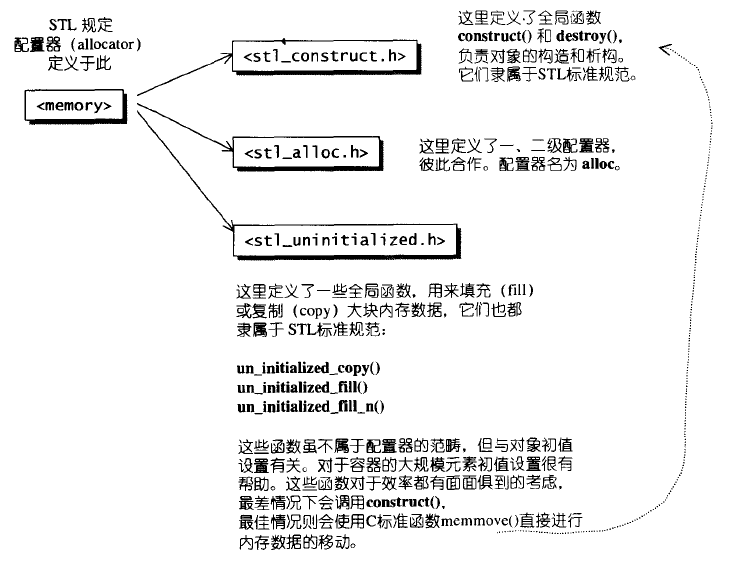 STL 规定
配置器（allocator）
定义于此
<memory>
<stl_construct.h>
这里定义了全局函数
construct() 和 destroy()，
负责对象的构造和析构。
它们隶属于STL标准规范。
<stl_alloc.h>
这里定义了一、二级配置器，
彼此合作。配置器名为 alloc。
<stl_uninitialized.h>
这里定义了一些全局函数，用来填充（fill）
或复制（copy）大块内存数据，它们也都
隶属于 STL标准规范：
un_initialized_copy()
un_initialized_fill()
un_initialized_fill_n()
这些函数虽不属于配置器的范畴，但与对象初值
设置有关。对于容器的大规模元素初值设置很有
帮助。这些函数对于效率都有面面俱到的考虑，
最差情况下会调用construct()，
最佳情况则会使用C标准函数memmove()直接进行
内存数据的移动。